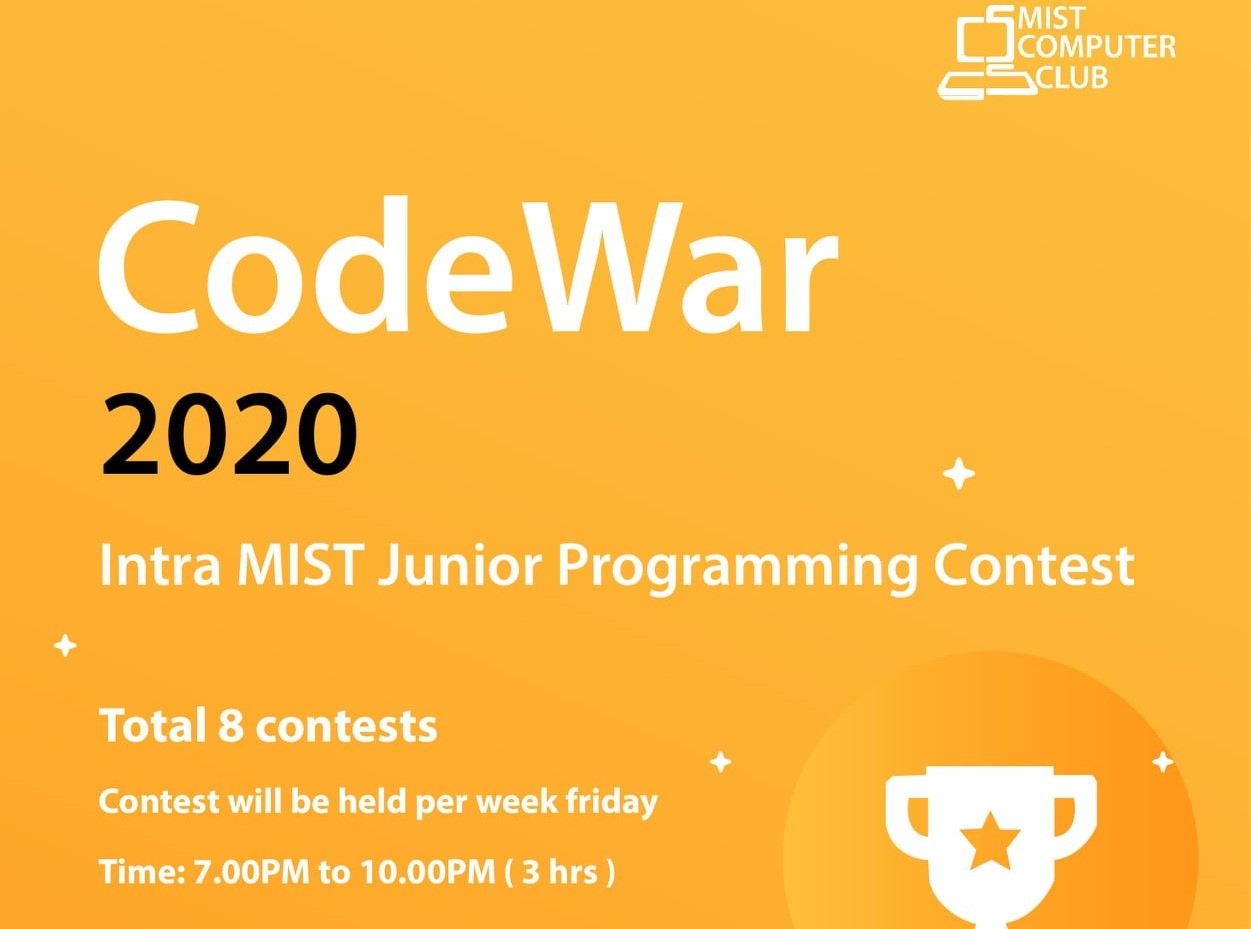 MIST
COMPUTER
CLUB
CodeWar
2020
Intra MIST Junior Programming Contest
Total 8 contests
Contest will be held per week friday
Time: 7.00PM to 10.00PM ( 3 hrs )